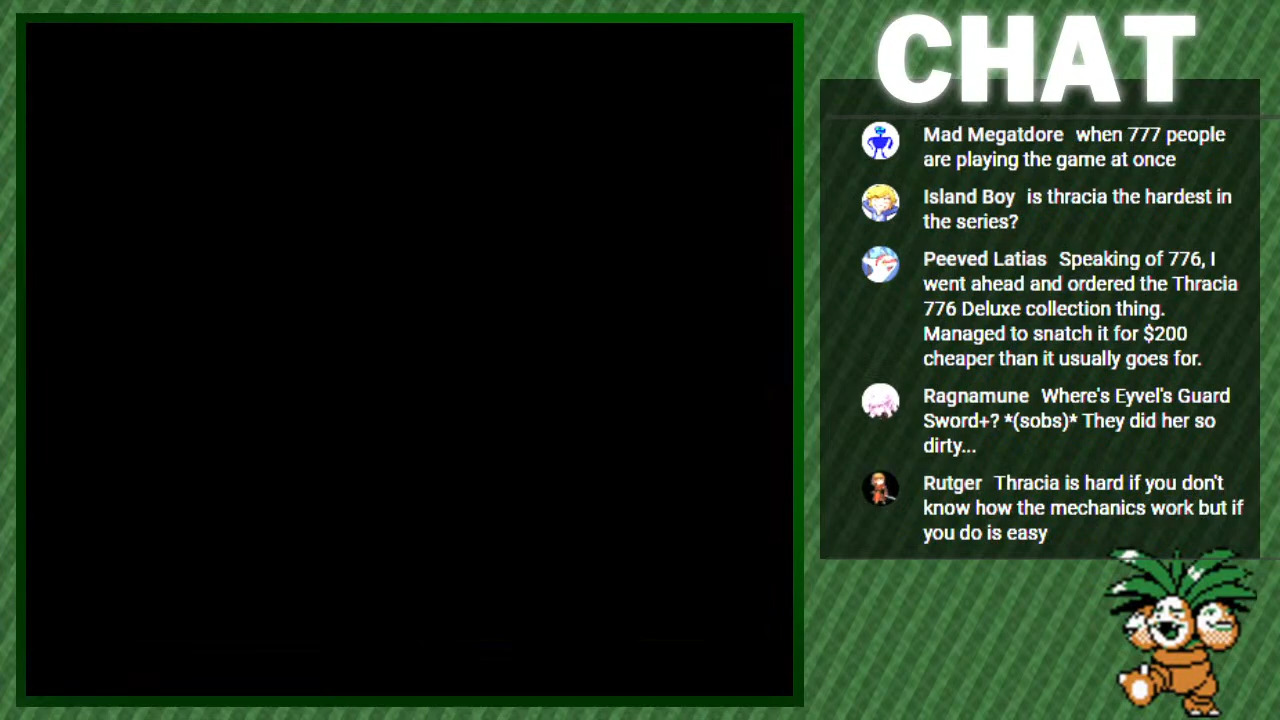 CHAT
Mad Megatdore when 777 people
are playing the game at once
Island Boy is thracia the hardest in
the series?
Peeved Latias Speaking of 776, I
went ahead and ordered the Thracia
776 Deluxe collection thing.
Managed to snatch it for $200
cheaper than it usually goes for.
Ragnamune Where's Eyvel's Guard
Sword+? *(sobs)* They did her so
dirty...
Rutger Thracia is hard if you don't
know how the mechanics work but if
you do is easy